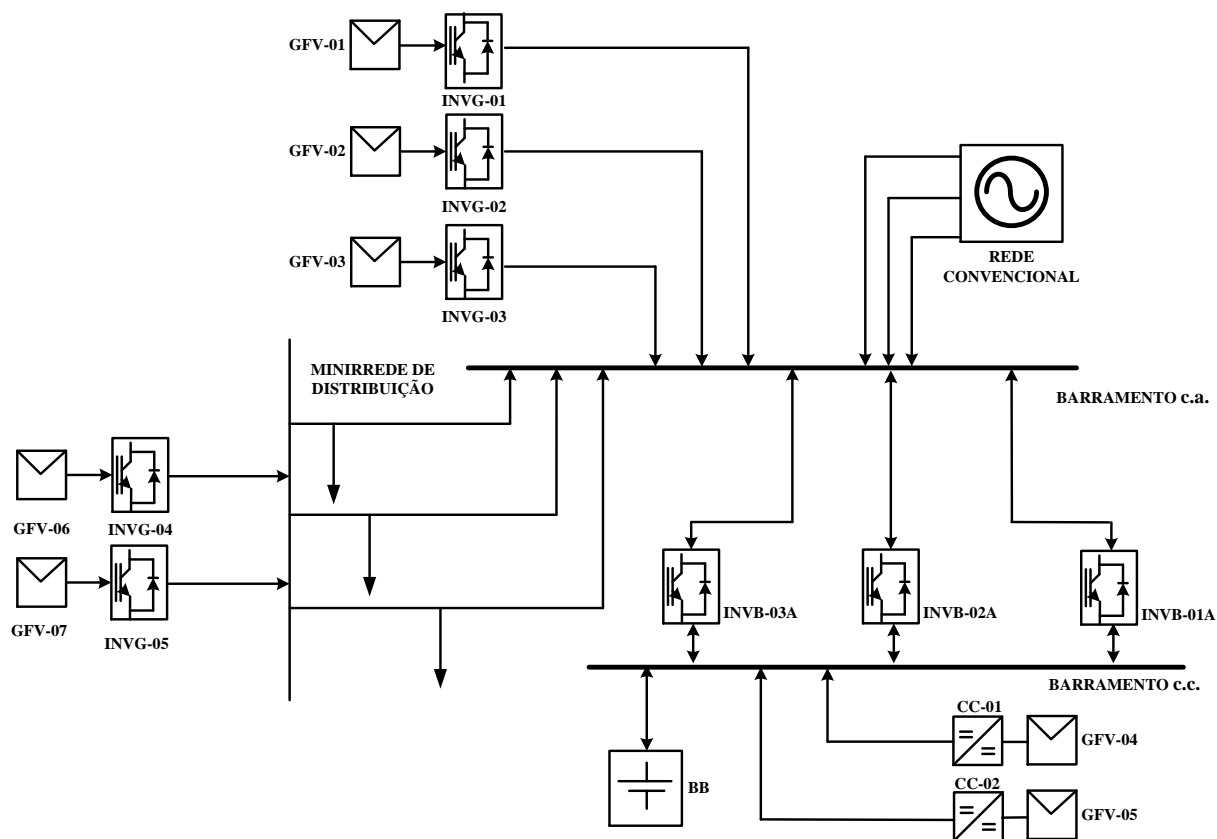 GFV-01
INVG-01
GFV-02
INVG-02
GFV-03
INVG-03
REDE
CONVENCIONAL
MINIRREDE DE
DISTRIBUIÇÃO
BARRAMENTO c.a.
GFV-06
INVG-04
GFV-07
INVG-05
INVB-03A
INVB-02A
INVB-01A
BARRAMENTO c.c.
CC-01
GFV-04
BB
CC-02
GFV-05